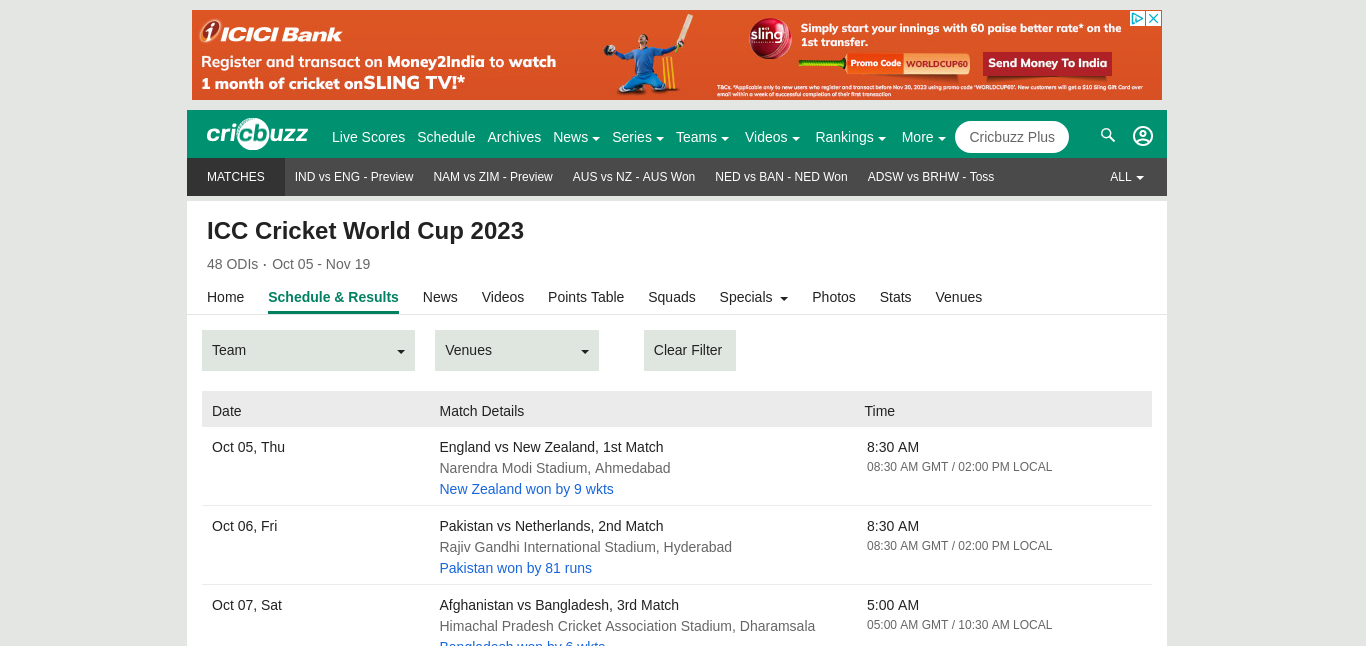 ICICI Bank
Register and transact on Money2India to watch
1 month of cricket on SLING TV!*
sling
Simply start your innings with 60 paise better rate* on the
1st transfer.
Promo Code WORLDCUP60
Send Money To India
T&Cs. *Applicable only to new users who register and transact before Nov 30, 2023 using promo code 'WORLDCUP60'. New customers will get a $10 Sling Gift Card over
email within a week of successful completion of their first transaction
cricbuzz Live Scores Schedule Archives News Series Teams Videos Rankings More Cricbuzz Plus
MATCHES IND vs ENG - Preview NAM vs ZIM - Preview AUS vs NZ - AUS Won NED vs BAN - NED Won ADSW vs BRHW - Toss ALL
ICC Cricket World Cup 2023
48 ODIs · Oct 05 - Nov 19
Home Schedule & Results News Videos Points Table Squads Specials Photos Stats Venues
Team Venues Clear Filter
Date Match Details Time
Oct 05, Thu England vs New Zealand, 1st Match 8:30 AM
Narendra Modi Stadium, Ahmedabad 08:30 AM GMT / 02:00 PM LOCAL
New Zealand won by 9 wkts
Oct 06, Fri Pakistan vs Netherlands, 2nd Match 8:30 AM
Rajiv Gandhi International Stadium, Hyderabad 08:30 AM GMT / 02:00 PM LOCAL
Pakistan won by 81 runs
Oct 07, Sat Afghanistan vs Bangladesh, 3rd Match 5:00 AM
Himachal Pradesh Cricket Association Stadium, Dharamsala 05:00 AM GMT / 10:30 AM LOCAL
Bangladesh won by 6 wkts